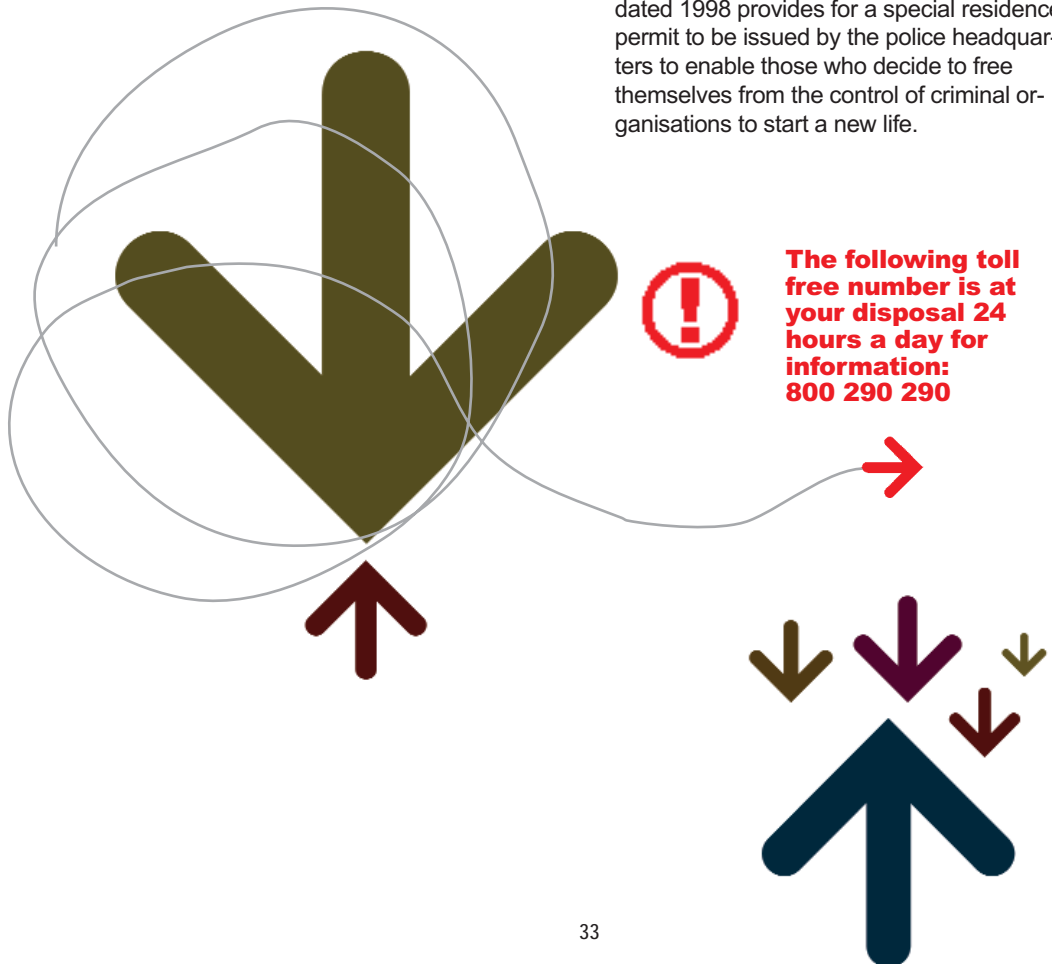 dated 1998 provides for a special residence
permit to be issued by the police headquar-
ters to enable those who decide to free
themselves from the control of criminal or-
ganisations to start a new life.
The following toll
free number is at
your disposal 24
hours a day for
information:
800 290 290
33